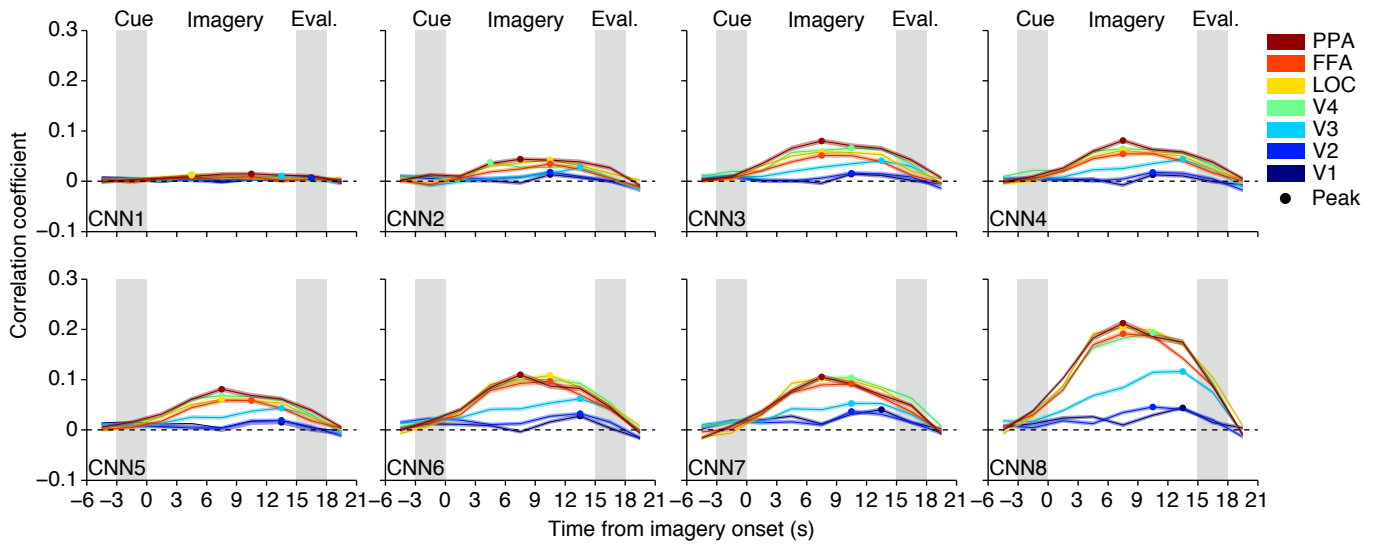 Cue Imagery Eval. Cue Imagery Eval. Cue Imagery Eval. Cue Imagery Eval.
0.3
0.2
0.1
0
−0.1
Correlation coefficient
CNN1 CNN2 CNN3 CNN4
PPA
FFA
LOC
V4
V3
V2
V1
Peak
0.3
0.2
0.1
0
−0.1
CNN5 CNN6 CNN7 CNN8
−6 −3 0 3 6 9 12 15 18 21 −6 −3 0 3 6 9 12 15 18 21 −6 −3 0 3 6 9 12 15 18 21 −6 −3 0 3 6 9 12 15 18 21
Time from imagery onset (s)